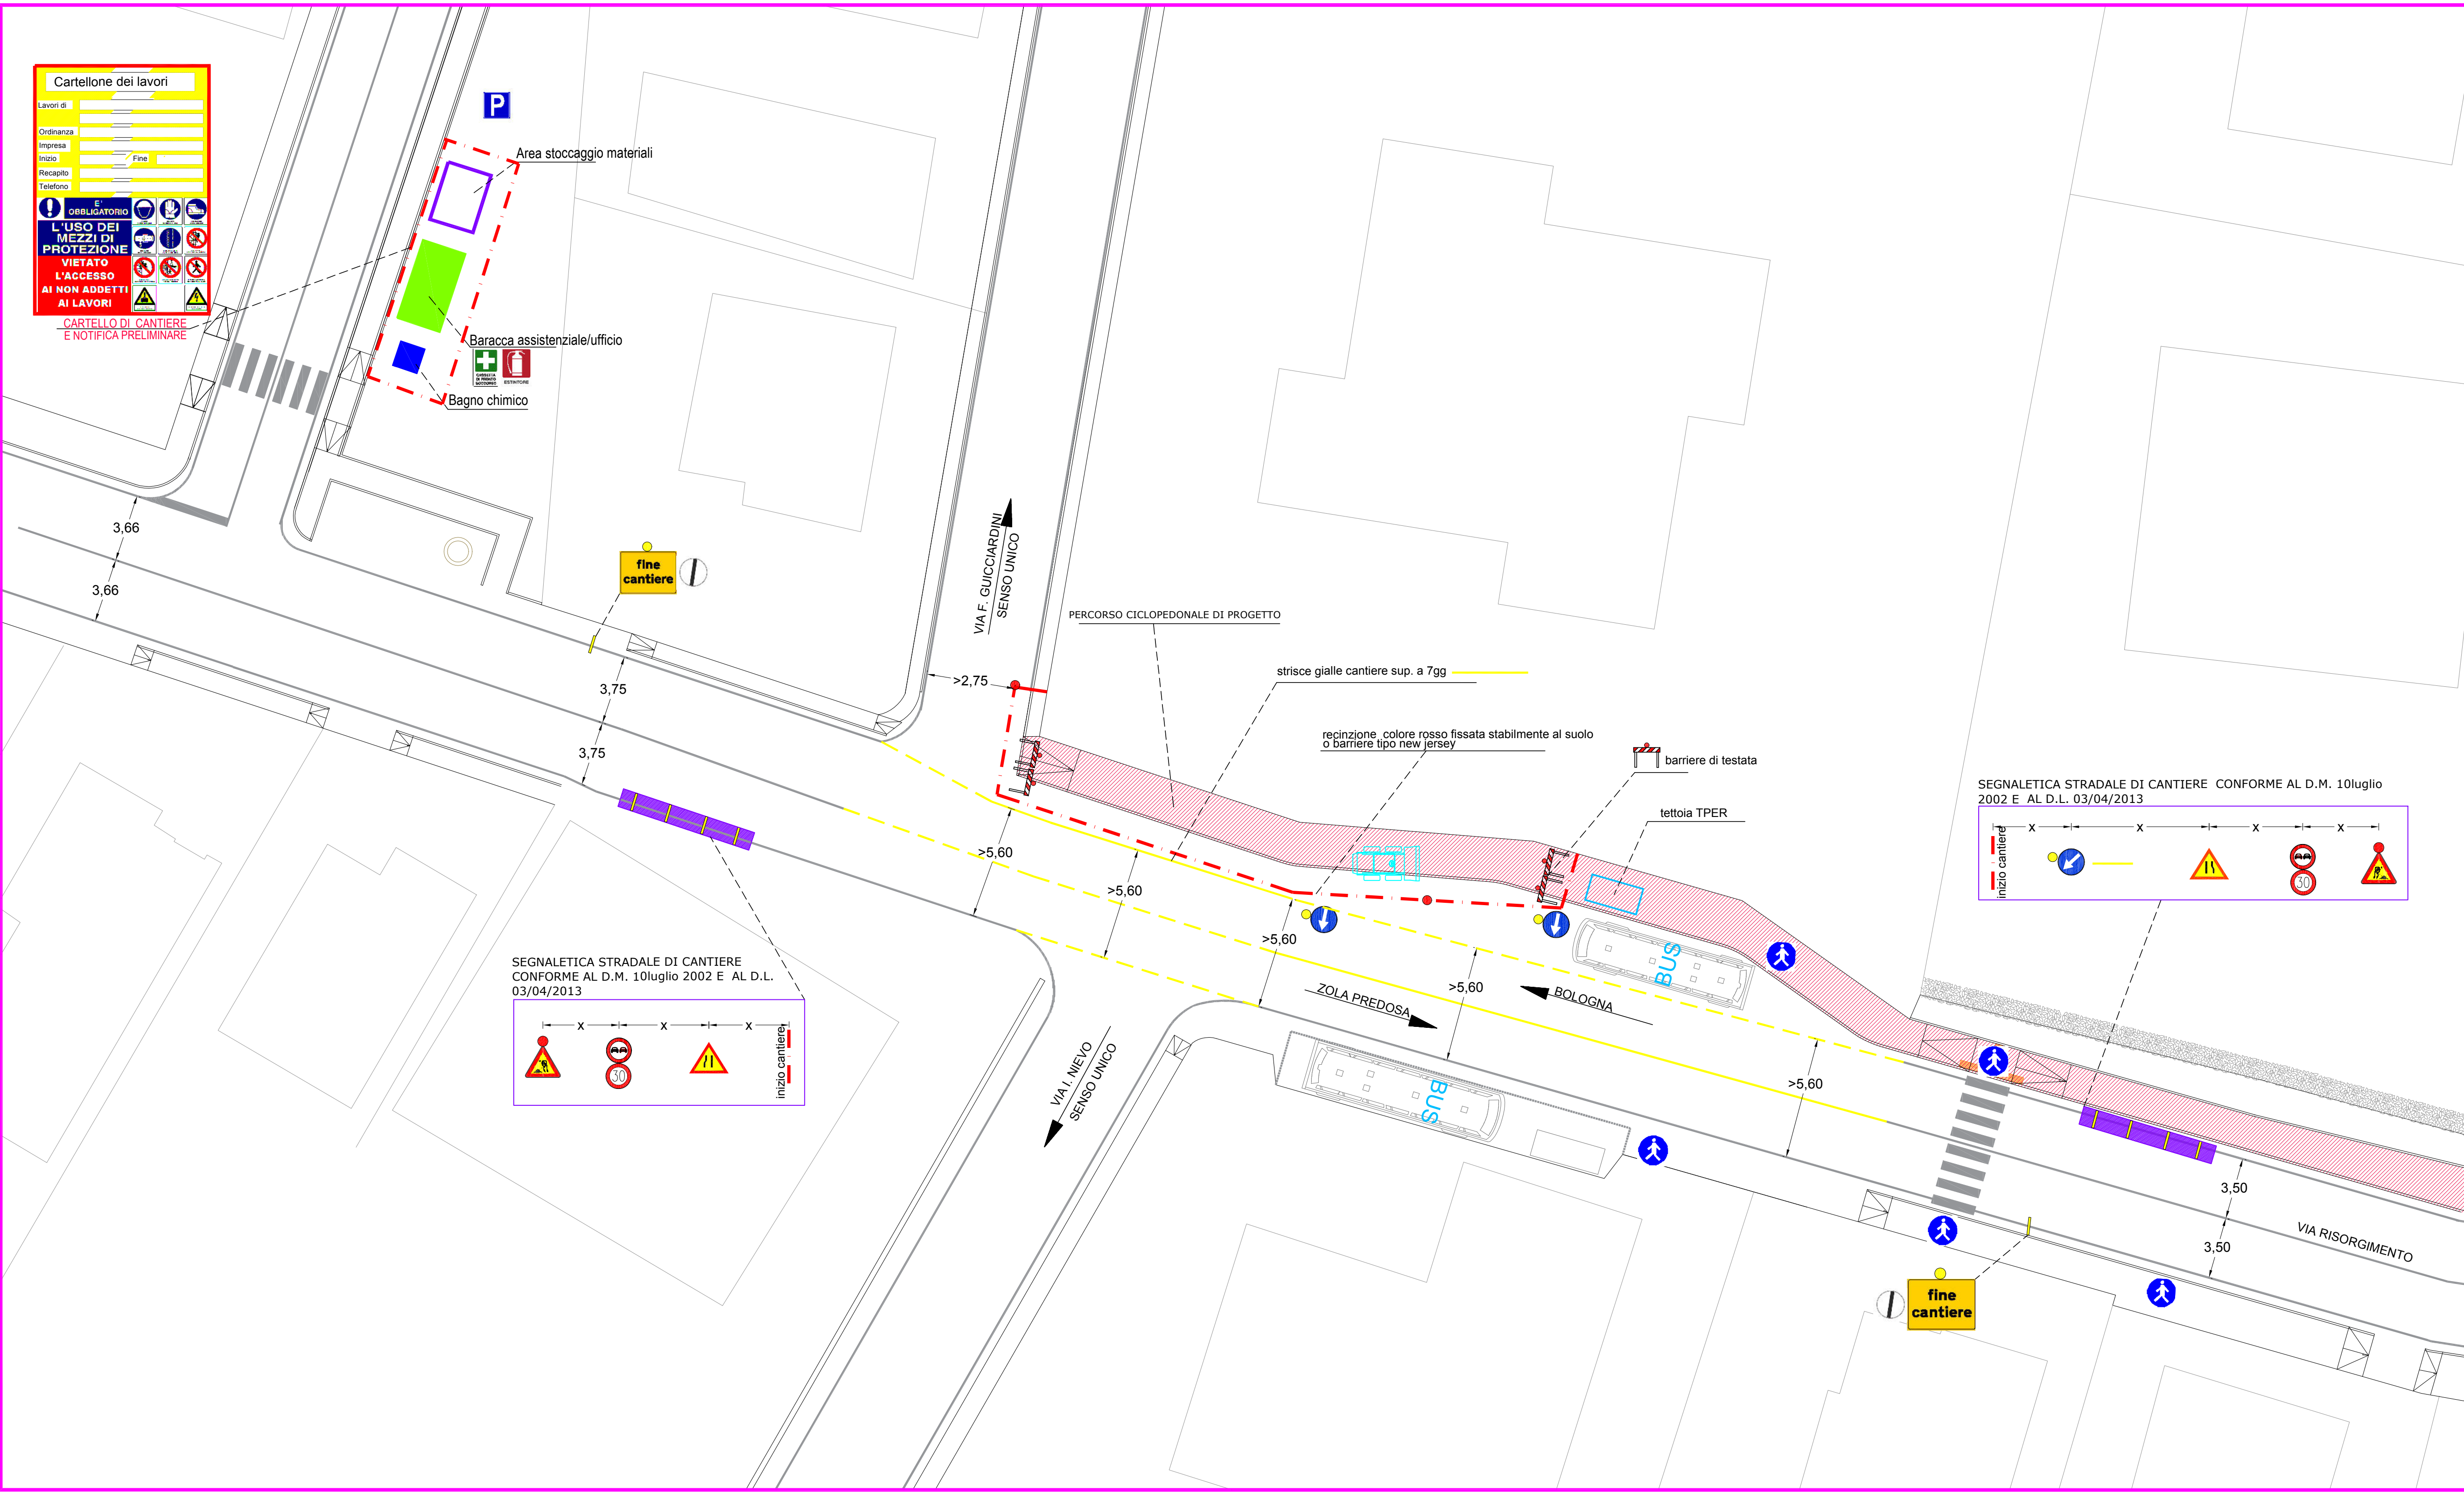 Cartellone dei lavori
Lavori di
Ordinanza
Impresa
Inizio
Fine
Recapito
Telefono
E'
OBBLIGATORIO
L'USO DEI
MEZZI DI
PROTEZIONE
VIETATO
L'ACCESSO
AI NON ADDETTI
AI LAVORI
CARTELLO DI CANTIERE
E NOTIFICA PRELIMINARE
P
Area stoccaggio materiali
Baracca assistenziale/ufficio
CASSETTA
DI PRONTO
SOCCORSO
ESTINTORE
Bagno chimico
3,66
3,66
fine
cantiere
3,75
3,75
VIA F. GUICCIARDINI
SENSO UNICO
>2,75
PERCORSO CICLOPEDONALE DI PROGETTO
strisce gialle cantiere sup. a 7gg
recinzione colore rosso fissata stabilmente al suolo
o barriere tipo new jersey
barriere di testata
tettoia TPER
SEGNALETICA STRADALE DI CANTIERE CONFORME AL D.M. 10luglio
2002 E AL D.L. 03/04/2013
inizio cantiere
x
x
x
x
30
>5,60
>5,60
>5,60
>5,60
>5,60
ZOLA PREDOSA
BOLOGNA
BUS
BUS
SEGNALETICA STRADALE DI CANTIERE
CONFORME AL D.M. 10luglio 2002 E AL D.L.
03/04/2013
x
x
x
30
inizio cantiere
VIA I. NIEVO
SENSO UNICO
3,50
3,50
VIA RISORGIMENTO
fine
cantiere